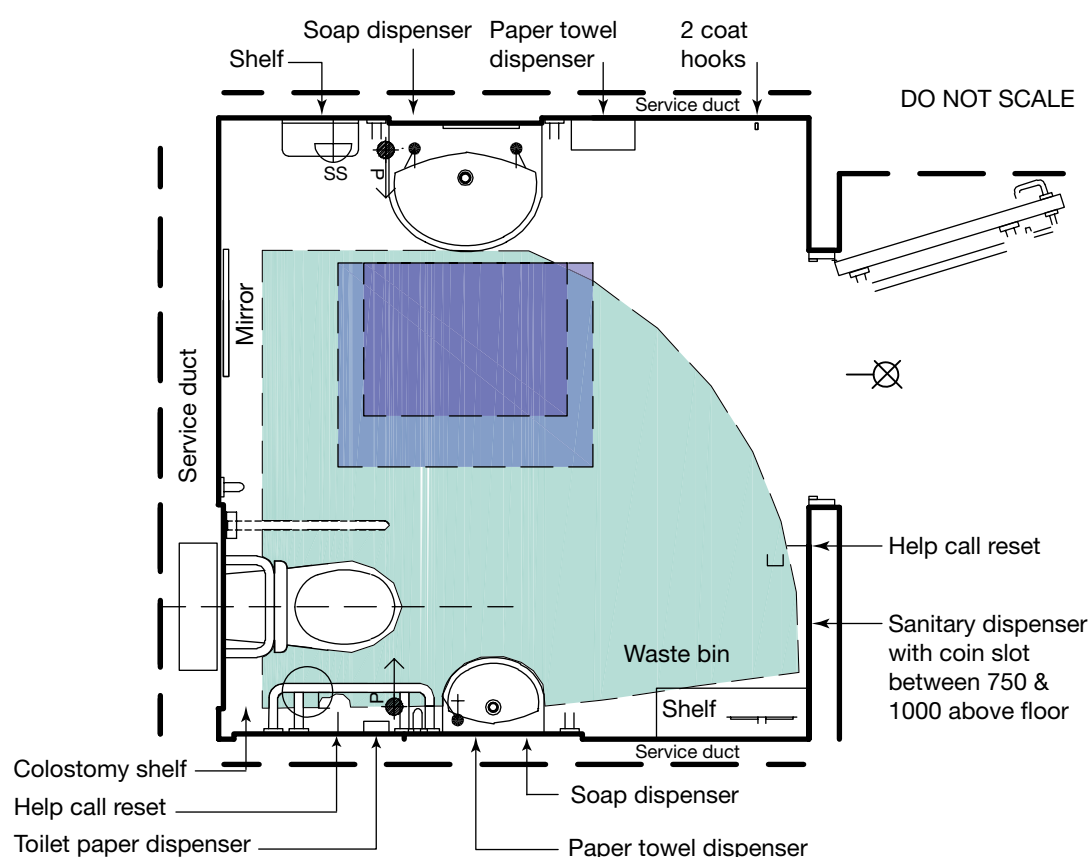 Soap dispenser
Paper towel
dispenser
2 coat
hooks
Shelf
Service duct
DO NOT SCALE
SS
P
Mirror
Service duct
Help call reset
Sanitary dispenser
with coin slot
between 750 &
1000 above floor
Waste bin
P
Shelf
Service duct
Colostomy shelf
Help call reset
Toilet paper dispenser
Soap dispenser
Paper towel dispenser